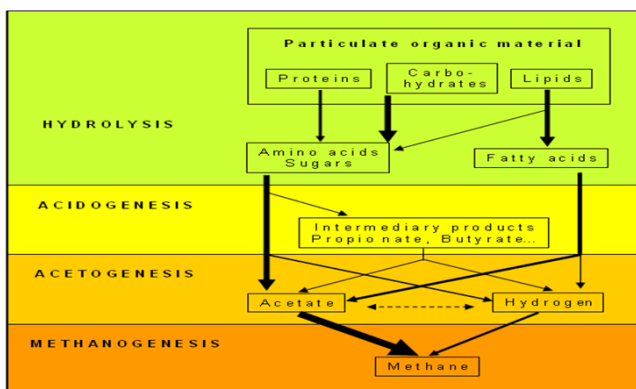 Particulate organic material
Proteins
Carbo-
hydrates
Lipids
HYDROLYSIS
Amino acids
Sugars
Fatty acids
ACIDOGENESIS
Intermediary products
Propionate, Butyrate...
ACETOGENESIS
Acetate
Hydrogen
METHANOGENESIS
Methane